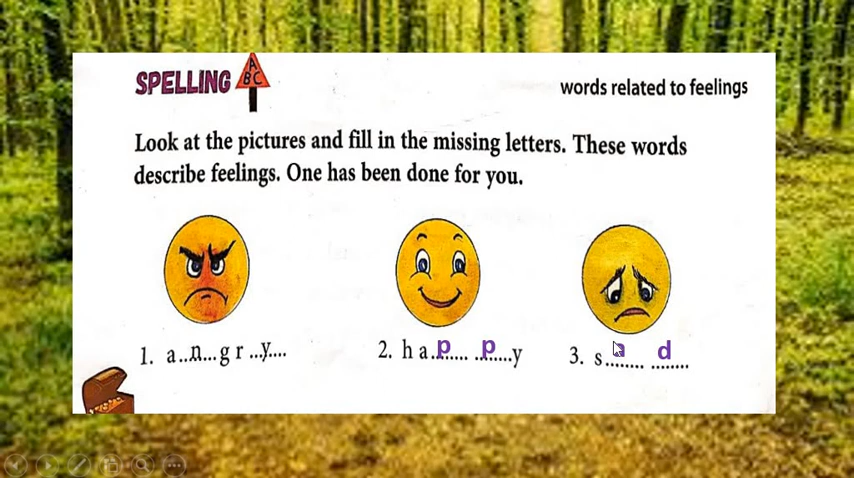 SPELLING ABC
words related to feelings
Look at the pictures and fill in the missing letters. These words
describe feelings. One has been done for you.
1. a..n...g r ...y.... 2. h a..p..... ..p.....y 3. s..a...... ...d.....